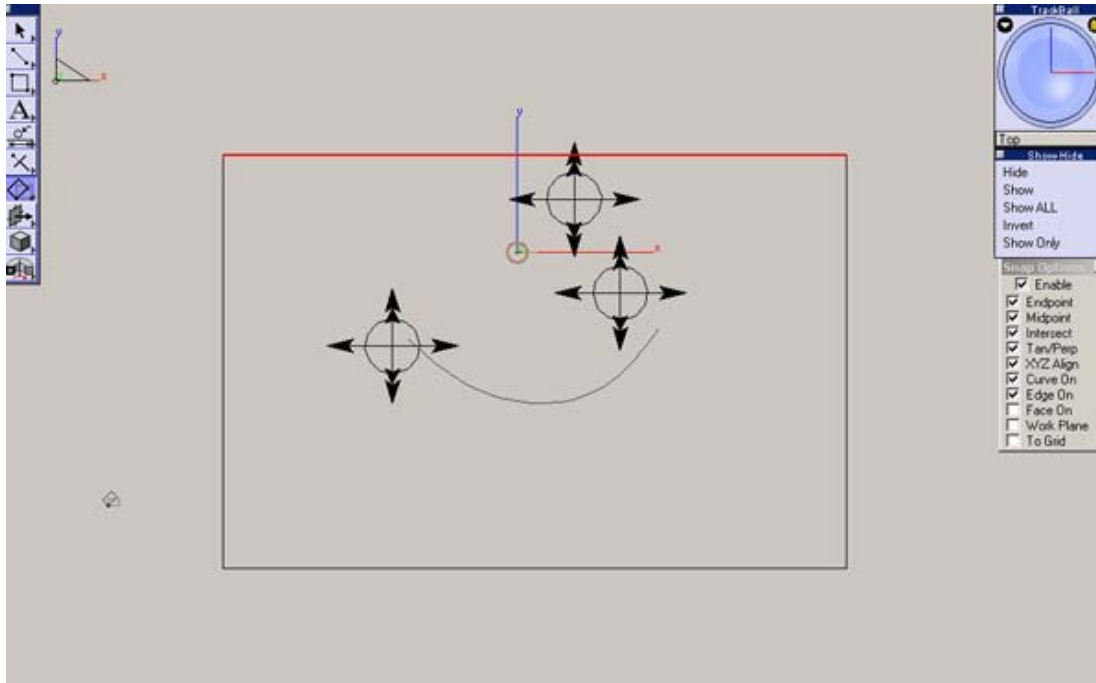 TrackBall
y
x
y
x
A
Top
Show Hide
Hide
Show
Show ALL
Invert
Show Only
Snap Options
Enable
Endpoint
Midpoint
Intersect
Tan/Perp
XYZ Align
Curve On
Edge On
Face On
Work Plane
To Grid